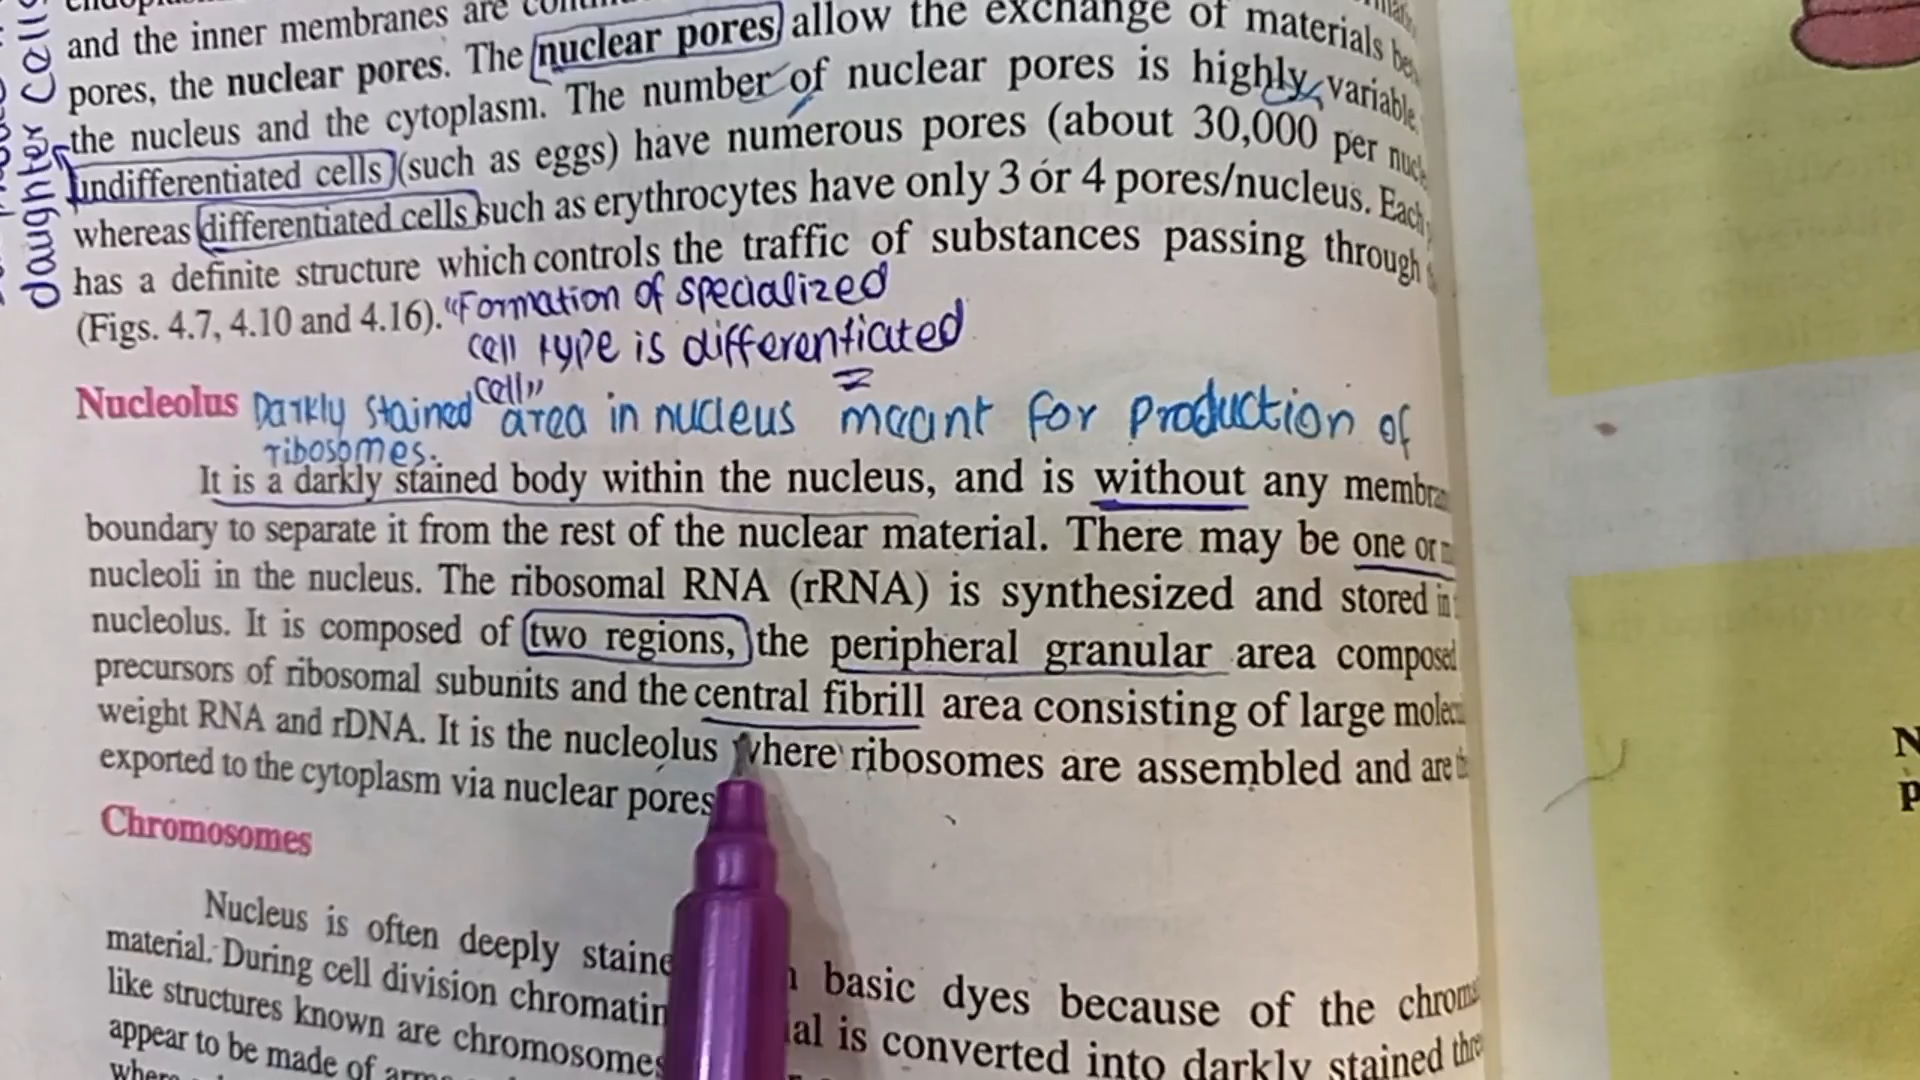 and the inner membranes are
pores, the nuclear pores. The nuclear pores allow the exchange of materials
the nucleus and the cytoplasm. The number of nuclear pores is highly variable.
undifferentiated cells (such as eggs) have numerous pores (about 30,000 per
whereas differentiated cells such as erythrocytes have only 3 or 4 pores/nucleus. Each
has a definite structure which controls the traffic of substances passing through
(Figs. 4.7, 4.10 and 4.16). "Formation of specialized
cell type is differentiated
cell"
daughter cells
Nucleolus Darkly stained area in nucleus meant for production of
ribosomes.
It is a darkly stained body within the nucleus, and is without any
boundary to separate it from the rest of the nuclear material. There may be one or
nucleoli in the nucleus. The ribosomal RNA (rRNA) is synthesized and stored in
nucleolus. It is composed of two regions, the peripheral granular area composed
precursors of ribosomal subunits and the central fibrill area consisting of large
weight RNA and rDNA. It is the nucleolus where ribosomes are assembled and are
exported to the cytoplasm via nuclear pores
Chromosomes
Nucleus is often deeply basic dyes because of the
material. During cell division is converted into darkly stained
like structures known are chromosomes
appear to be made of